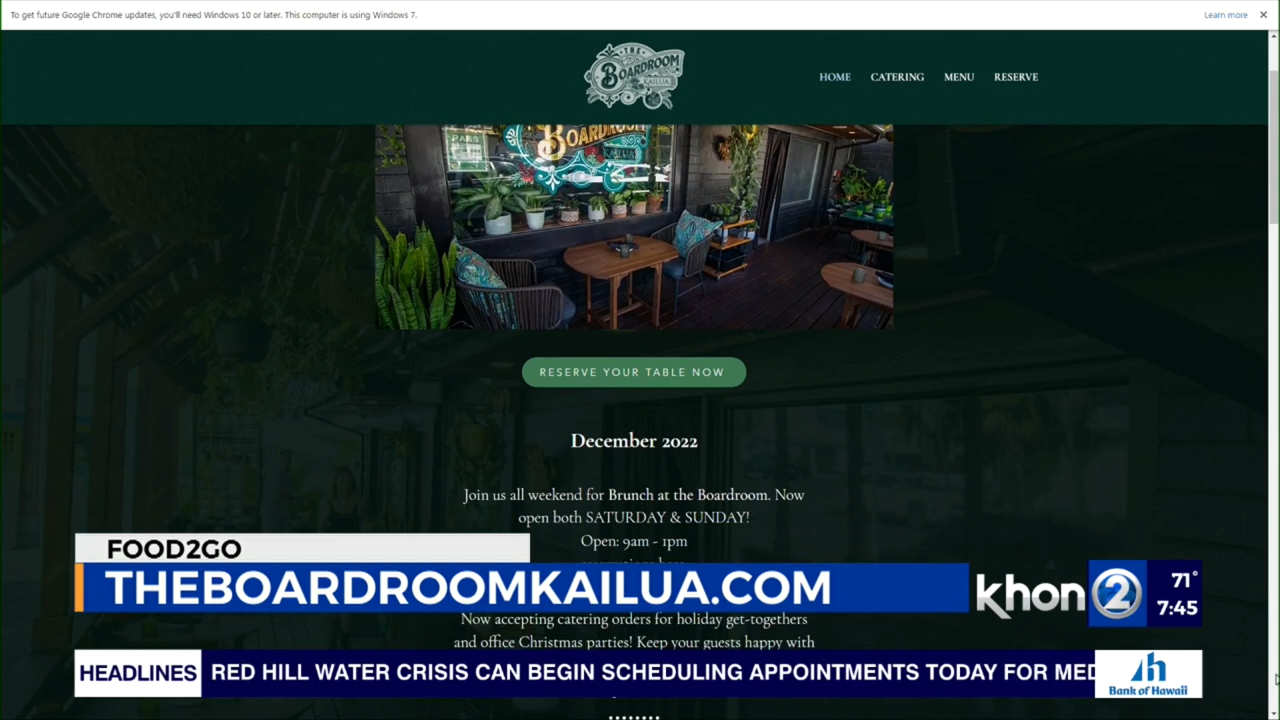 To get future Google Chrome updates, you'll need Windows 10 or later. This computer is using Windows 7.
Learn more
THE
BOARDROOM
KAILUA
HOME
CATERING
MENU
RESERVE
PASS
BOARDROOM
RESERVE YOUR TABLE NOW
December 2022
Join us all weekend for Brunch at the Boardroom. Now
open both SATURDAY & SUNDAY!
Open: 9am - 1pm
FOOD2GO
THEBOARDROOMKAILUA.COM
khon 2
71°
7:45
Now accepting catering orders for holiday get-togethers
and office Christmas parties! Keep your guests happy with
HEADLINES
RED HILL WATER CRISIS CAN BEGIN SCHEDULING APPOINTMENTS TODAY FOR MED
Bank of Hawaii